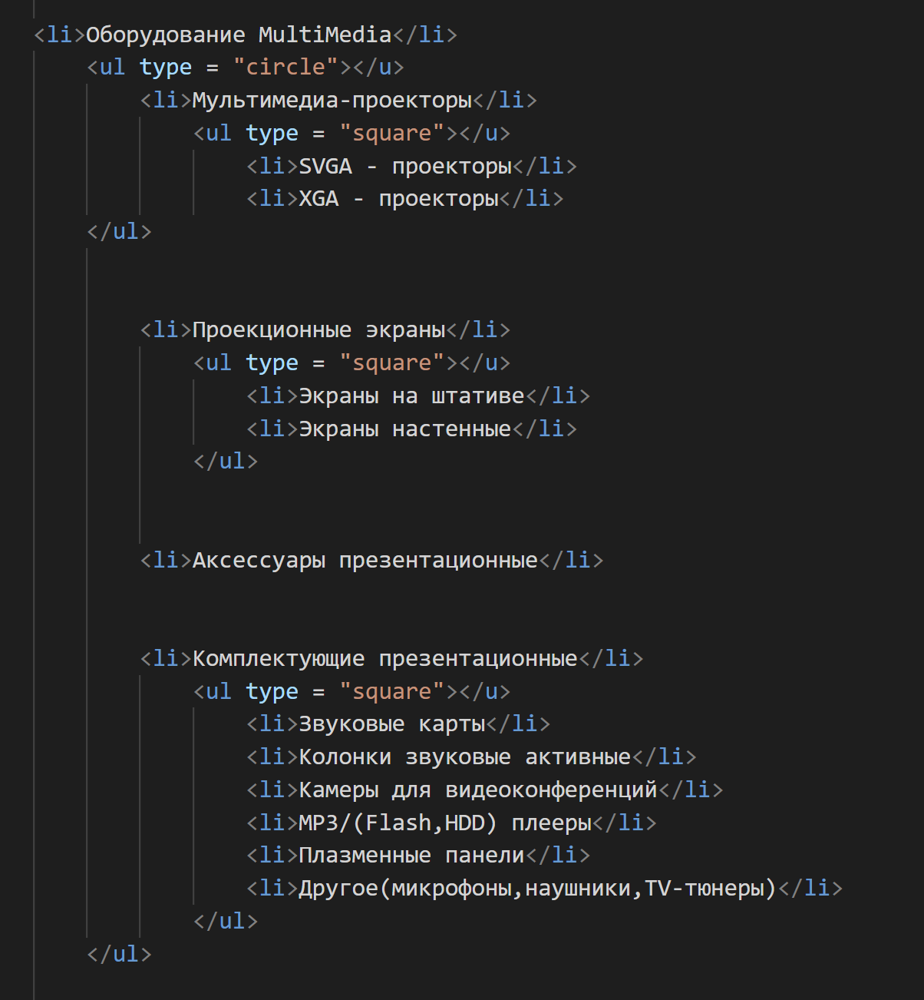 <li>Оборудование MultiMedia</li>
<ul type = "circle"></u>
<li>Мультимедиа-проекторы</li>
<ul type = "square"></u>
<li>SVGA - проекторы</li>
<li>XGA - проекторы</li>
</ul>
<li>Проекционные экраны</li>
<ul type = "square"></u>
<li>Экраны на штативе</li>
<li>Экраны настенные</li>
</ul>
<li>Аксессуары презентационные</li>
<li>Комплектующие презентационные</li>
<ul type = "square"></u>
<li>Звуковые карты</li>
<li>Колонки звуковые активные</li>
<li>Камеры для видеоконференций</li>
<li>MP3/(Flash,HDD) плееры</li>
<li>Плазменные панели</li>
<li>Другое(микрофоны,наушники,TV-тюнеры)</li>
</ul>
</ul>